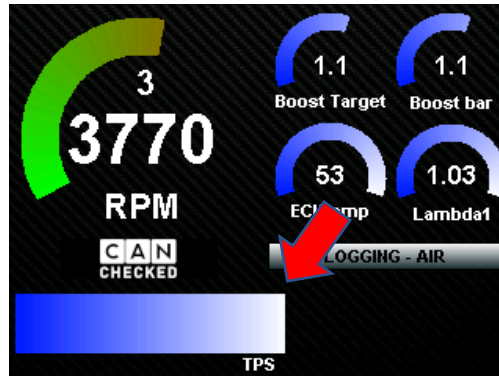 3
3770
RPM
CAN
CHECKED
1.1
Boost Target
1.1
Boost bar
53
1.03
Lambda1
LOGGING - AIR
TPS